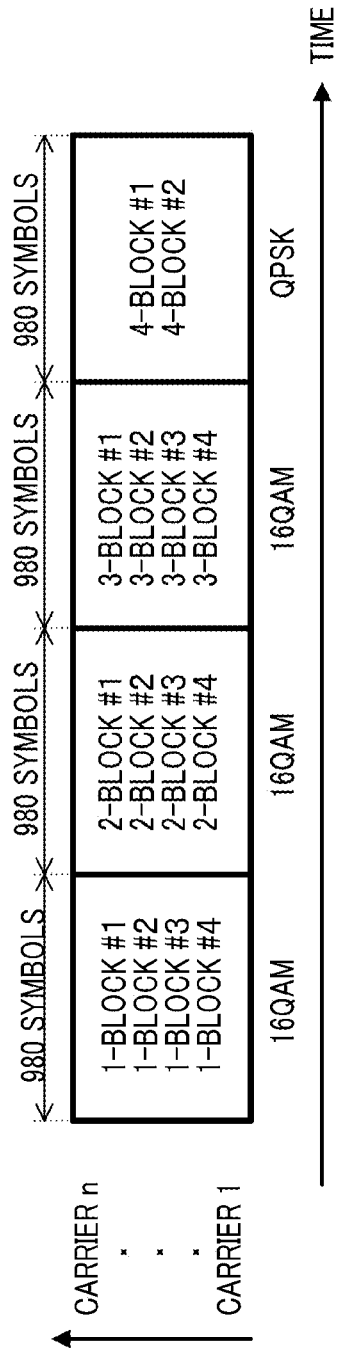 980 SYMBOLS
980 SYMBOLS
980 SYMBOLS
980 SYMBOLS
CARRIER n
CARRIER 1
1-BLOCK #1
1-BLOCK #2
1-BLOCK #3
1-BLOCK #4
2-BLOCK #1
2-BLOCK #2
2-BLOCK #3
2-BLOCK #4
3-BLOCK #1
3-BLOCK #2
3-BLOCK #3
3-BLOCK #4
4-BLOCK #1
4-BLOCK #2
16QAM
16QAM
16QAM
QPSK
TIME